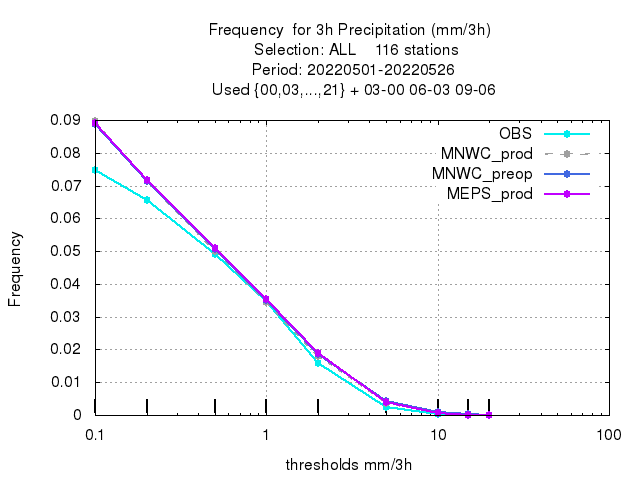 Frequency  for 3h Precipitation (mm/3h)
Selection: ALL    116 stations
Period: 20220501-20220526
Used {00,03,...,21} + 03-00 06-03 09-06
OBS
MNWC_prod
MNWC_preop
MEPS_prod
Frequency
0.09
0.08
0.07
0.06
0.05
0.04
0.03
0.02
0.01
0
0.1 1 10 100
thresholds mm/3h